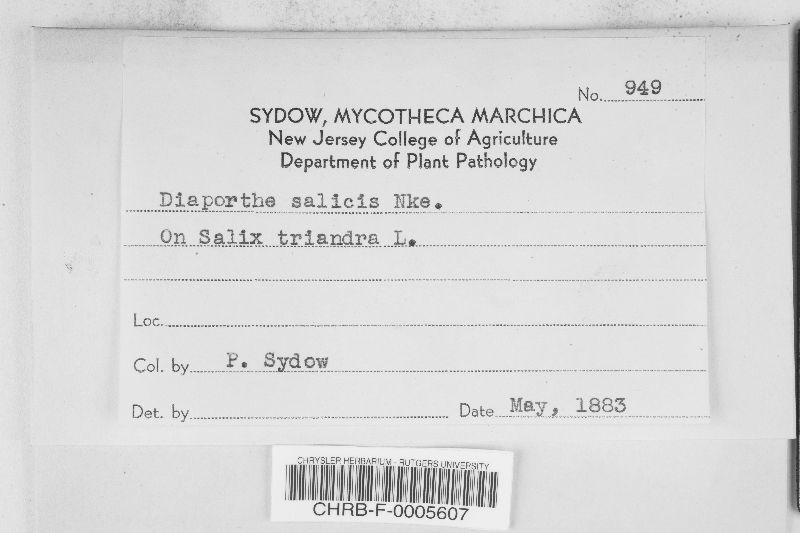 No. 949
SYDOW, MYCOTHECA MARCHICA
New Jersey College of Agriculture
Department of Plant Pathology
Diaporthe salicis Nke.
On Salix triandra L.
Loc.
Col. by P. Sydow
Det. by Date May, 1883
CHRYSLER HERBARIUM - RUTGERS UNIVERSITY
CHRB-F-0005607